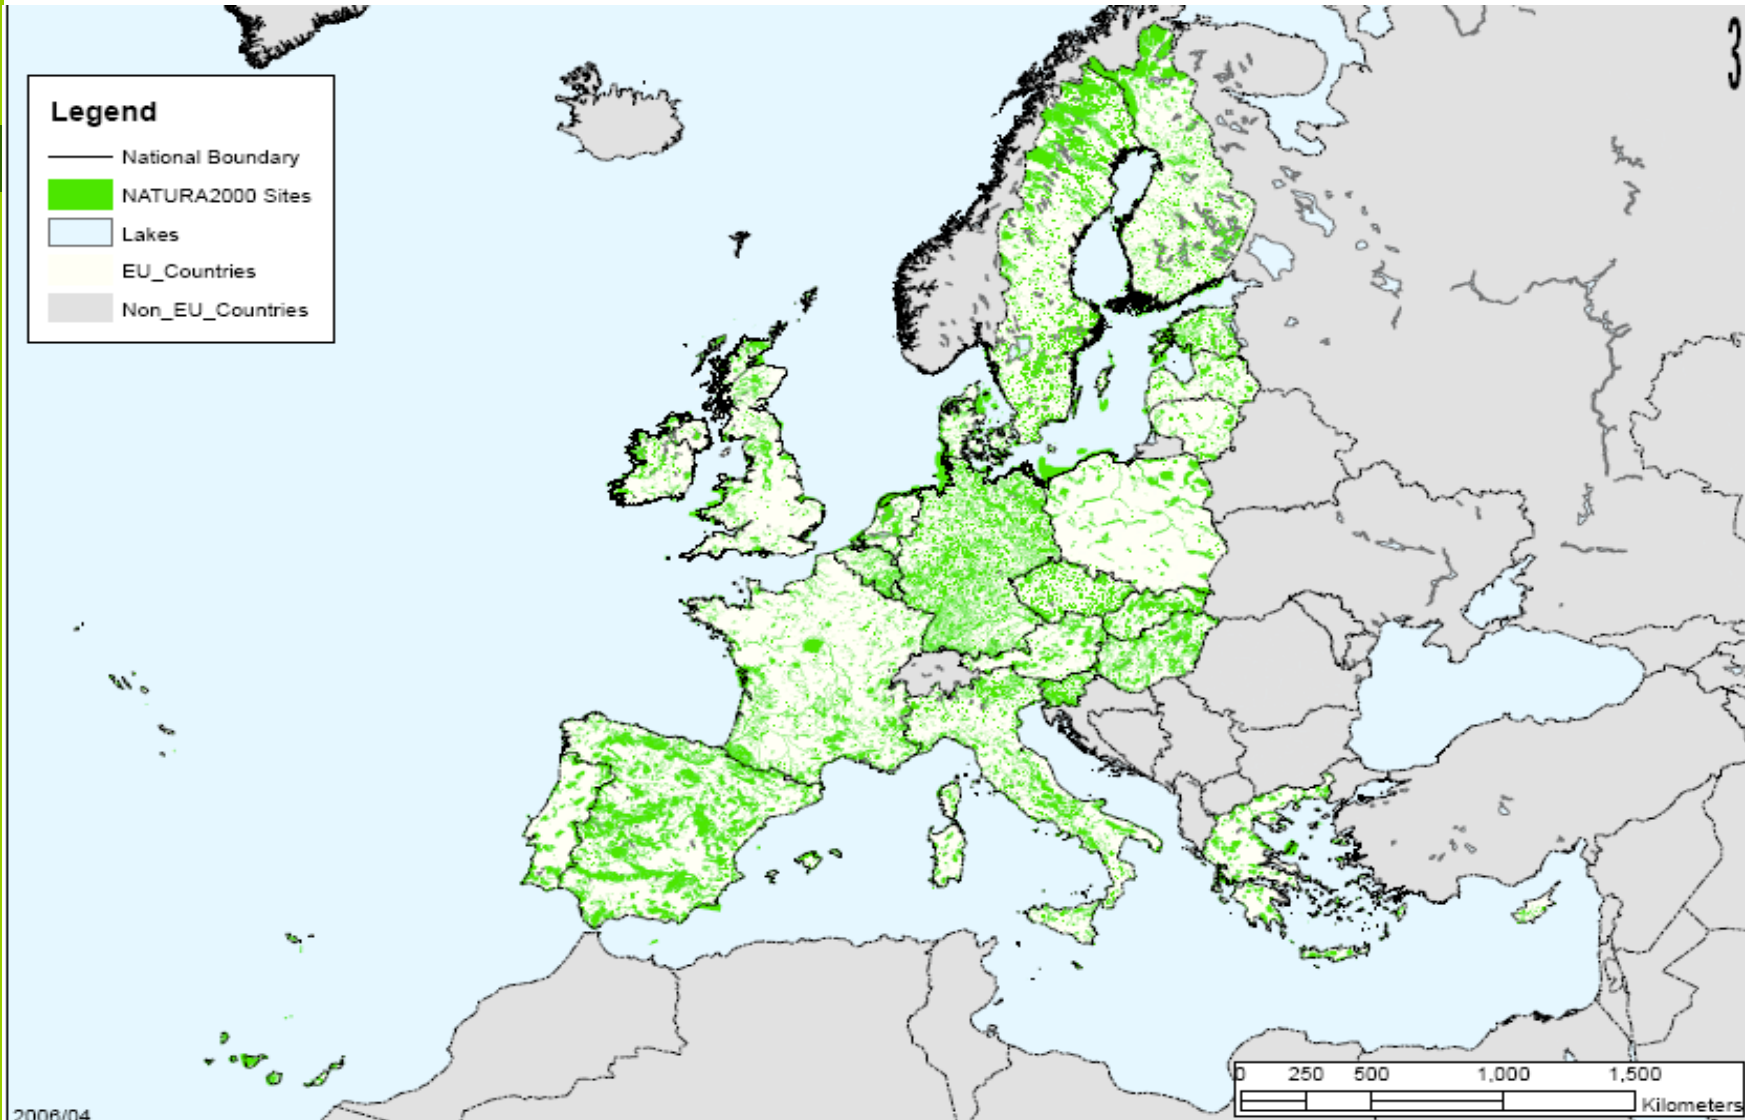 3
Legend
National Boundary
NATURA2000 Sites
Lakes
EU_Countries
Non_EU_Countries
0 250 500 1,000 1,500
Kilometers
2006/04